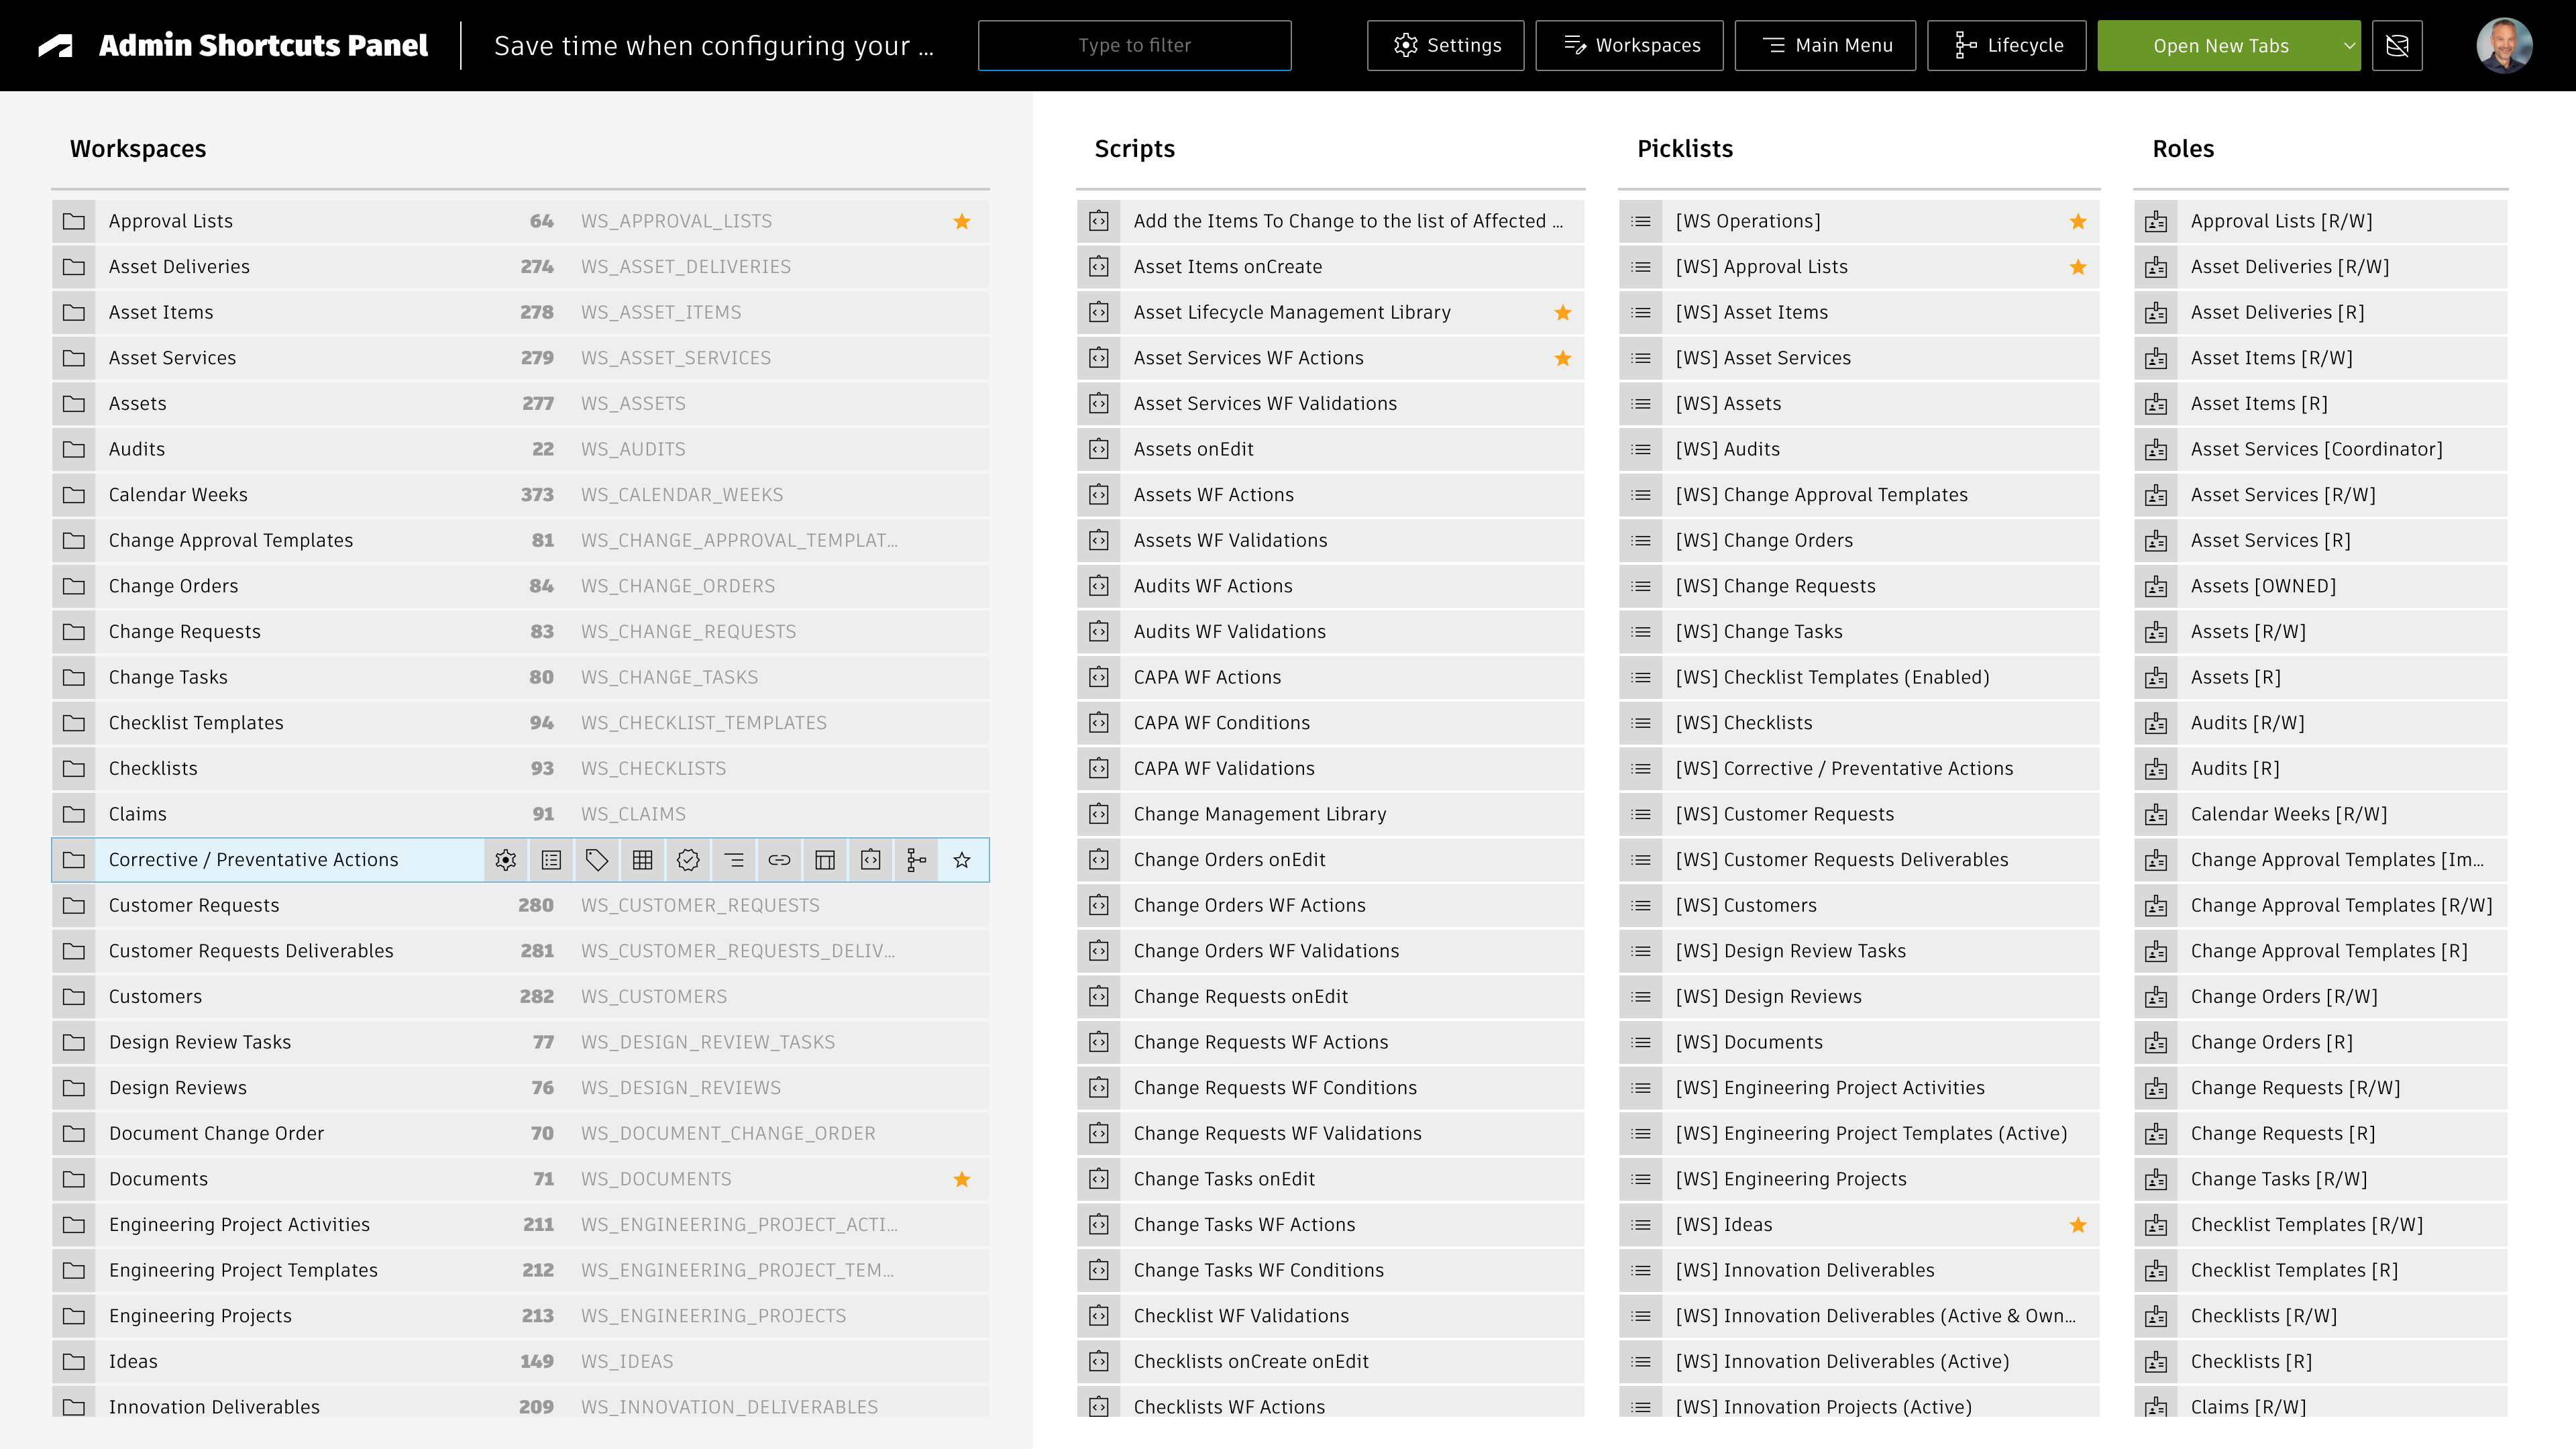 Admin Shortcuts Panel
Save time when configuring your ...
Type to filter
Settings
Workspaces
Main Menu
Lifecycle
Open New Tabs
Workspaces
Approval Lists 64 WS_APPROVAL_LISTS
Asset Deliveries 274 WS_ASSET_DELIVERIES
Asset Items 278 WS_ASSET_ITEMS
Asset Services 279 WS_ASSET_SERVICES
Assets 277 WS_ASSETS
Audits 22 WS_AUDITS
Calendar Weeks 373 WS_CALENDAR_WEEKS
Change Approval Templates 81 WS_CHANGE_APPROVAL_TEMPLAT...
Change Orders 84 WS_CHANGE_ORDERS
Change Requests 83 WS_CHANGE_REQUESTS
Change Tasks 80 WS_CHANGE_TASKS
Checklist Templates 94 WS_CHECKLIST_TEMPLATES
Checklists 93 WS_CHECKLISTS
Claims 91 WS_CLAIMS
Corrective / Preventative Actions
Customer Requests 280 WS_CUSTOMER_REQUESTS
Customer Requests Deliverables 281 WS_CUSTOMER_REQUESTS_DELIV...
Customers 282 WS_CUSTOMERS
Design Review Tasks 77 WS_DESIGN_REVIEW_TASKS
Design Reviews 76 WS_DESIGN_REVIEWS
Document Change Order 70 WS_DOCUMENT_CHANGE_ORDER
Documents 71 WS_DOCUMENTS
Engineering Project Activities 211 WS_ENGINEERING_PROJECT_ACTI...
Engineering Project Templates 212 WS_ENGINEERING_PROJECT_TEM...
Engineering Projects 213 WS_ENGINEERING_PROJECTS
Ideas 149 WS_IDEAS
Innovation Deliverables 209 WS_INNOVATION_DELIVERABLES
Scripts
Add the Items To Change to the list of Affected ...
Asset Items onCreate
Asset Lifecycle Management Library
Asset Services WF Actions
Asset Services WF Validations
Assets onEdit
Assets WF Actions
Assets WF Validations
Audits WF Actions
Audits WF Validations
CAPA WF Actions
CAPA WF Conditions
CAPA WF Validations
Change Management Library
Change Orders onEdit
Change Orders WF Actions
Change Orders WF Validations
Change Requests onEdit
Change Requests WF Actions
Change Requests WF Conditions
Change Requests WF Validations
Change Tasks onEdit
Change Tasks WF Actions
Change Tasks WF Conditions
Checklist WF Validations
Checklists onCreate onEdit
Checklists WF Actions
Picklists
[WS Operations]
[WS] Approval Lists
[WS] Asset Items
[WS] Asset Services
[WS] Assets
[WS] Audits
[WS] Change Approval Templates
[WS] Change Orders
[WS] Change Requests
[WS] Change Tasks
[WS] Checklist Templates (Enabled)
[WS] Checklists
[WS] Corrective / Preventative Actions
[WS] Customer Requests
[WS] Customer Requests Deliverables
[WS] Customers
[WS] Design Review Tasks
[WS] Design Reviews
[WS] Documents
[WS] Engineering Project Activities
[WS] Engineering Project Templates (Active)
[WS] Engineering Projects
[WS] Ideas
[WS] Innovation Deliverables
[WS] Innovation Deliverables (Active & Own...
[WS] Innovation Deliverables (Active)
[WS] Innovation Projects (Active)
Roles
Approval Lists [R/W]
Asset Deliveries [R/W]
Asset Deliveries [R]
Asset Items [R/W]
Asset Items [R]
Asset Services [Coordinator]
Asset Services [R/W]
Asset Services [R]
Assets [OWNED]
Assets [R/W]
Assets [R]
Audits [R/W]
Audits [R]
Calendar Weeks [R/W]
Change Approval Templates [Im...
Change Approval Templates [R/W]
Change Approval Templates [R]
Change Orders [R/W]
Change Orders [R]
Change Requests [R/W]
Change Requests [R]
Change Tasks [R/W]
Checklist Templates [R/W]
Checklist Templates [R]
Checklists [R/W]
Checklists [R]
Claims [R/W]